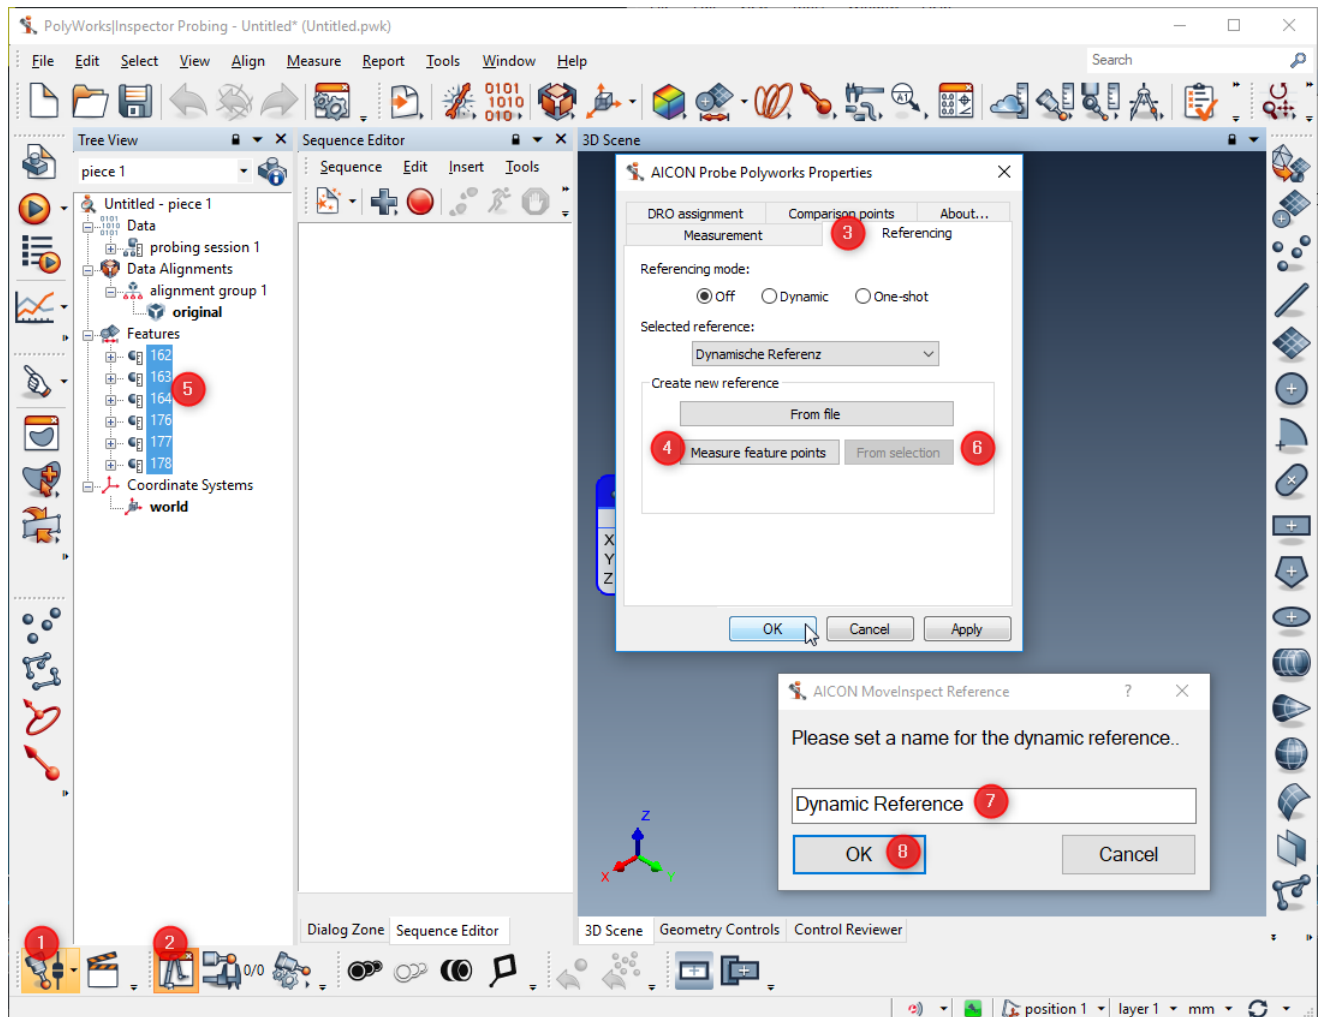 PolyWorks|Inspector Probing - Untitled* (Untitled.pwk)
File Edit Select View Align Measure Report Tools Window Help
Search
Tree View
Sequence Editor
3D Scene
piece 1
Sequence Edit Insert Tools
Untitled - piece 1
Data
probing session 1
Data Alignments
alignment group 1
original
Features
162
163
164
176
177
178
5
Coordinate Systems
world
AICON Probe Polyworks Properties
DRO assignment
Comparison points
About...
Measurement
3
Referencing
Referencing mode:
Off
Dynamic
One-shot
Selected reference:
Dynamische Referenz
Create new reference
From file
4
Measure feature points
From selection
6
X
Y
Z
OK
Cancel
Apply
AICON MoveInspect Reference
?
Please set a name for the dynamic reference..
Dynamic Reference
7
OK
8
Cancel
Z
X
Y
Dialog Zone
Sequence Editor
3D Scene
Geometry Controls
Control Reviewer
1
2
0/0
position 1
layer 1
mm